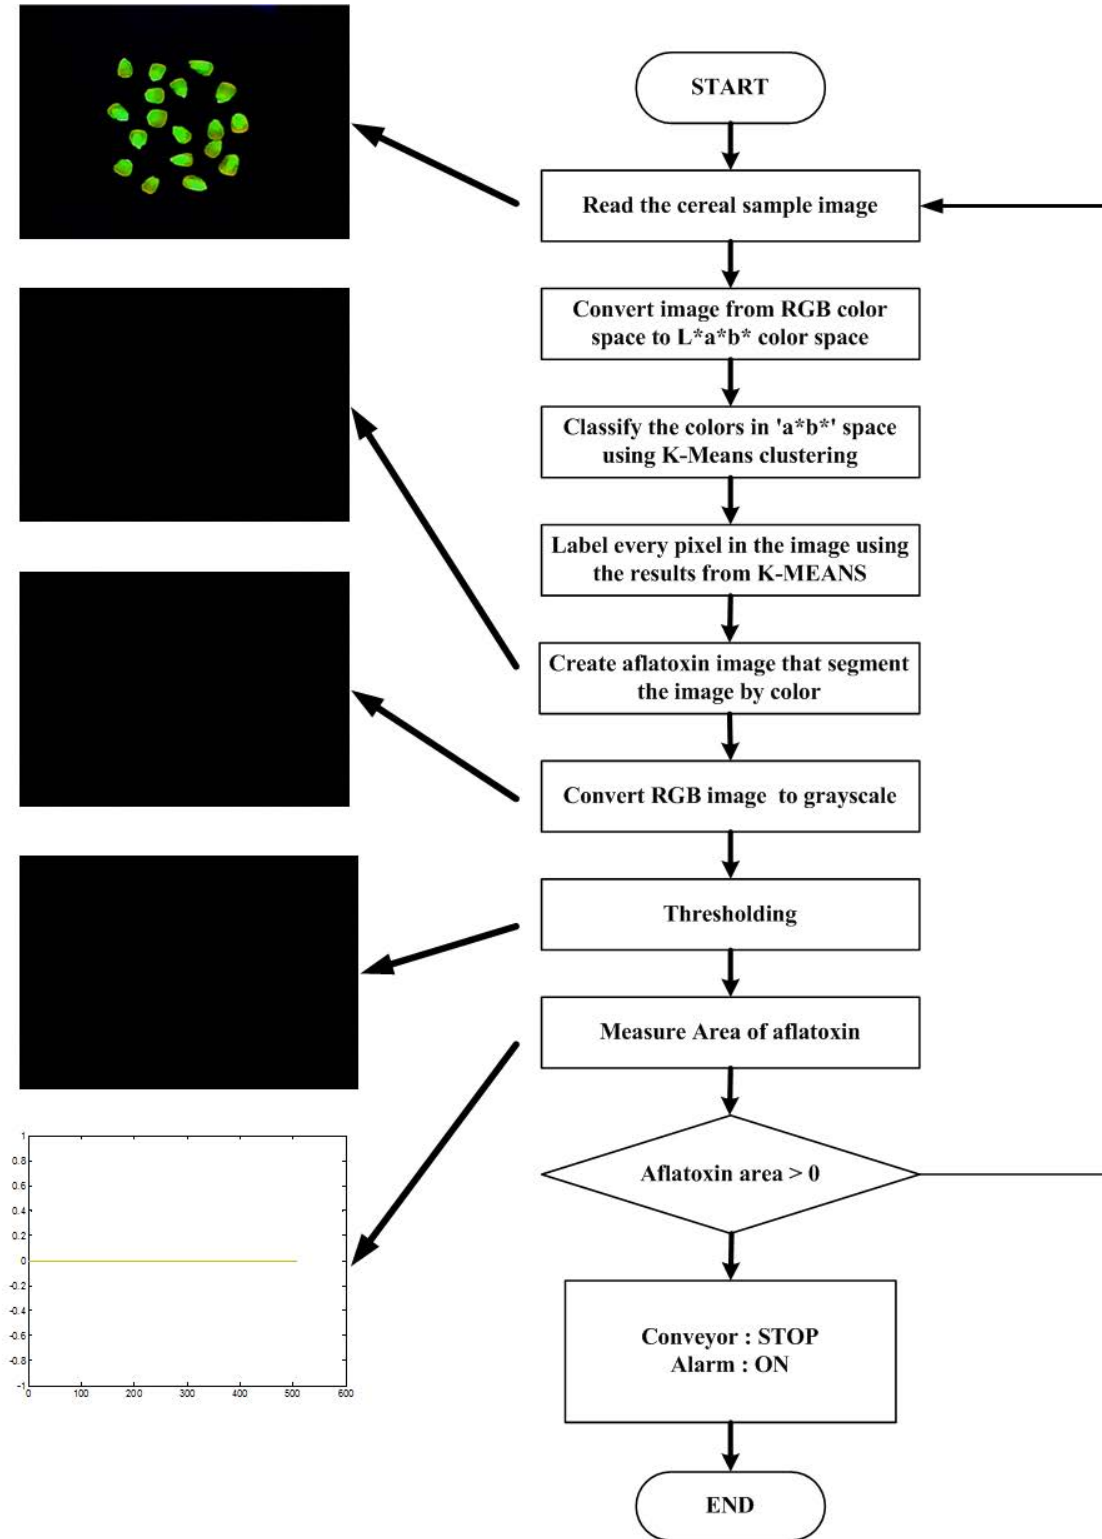 START
Read the cereal sample image
Convert image from RGB color
space to L*a*b* color space
Classify the colors in 'a*b*' space
using K-Means clustering
Label every pixel in the image using
the results from K-MEANS
Create aflatoxin image that segment
the image by color
Convert RGB image  to grayscale
Thresholding
Measure Area of aflatoxin
Aflatoxin area > 0
Conveyor : STOP
Alarm : ON
END
1
0.8
0.6
0.4
0.2
0
-0.2
-0.4
-0.6
-0.8
-1
0 100 200 300 400 500 600